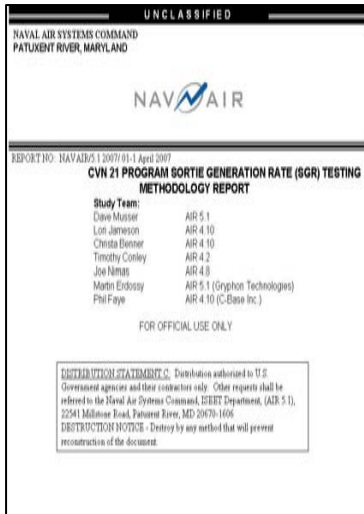 UNCLASSIFIED
NAVAL AIR SYSTEMS COMMAND
PATUXENT RIVER, MARYLAND
NAVAIR
REPORT NO: NAVAIR/5.1 2007/ 01-1 April 2007
CVN 21 PROGRAM SORTIE GENERATION RATE (SGR) TESTING
METHODOLOGY REPORT
Study Team:
Dave Musser AIR 5.1
Lori Jameson AIR 4.10
Christa Benner AIR 4.10
Timothy Conley AIR 4.2
Joe Nimas AIR 4.8
Martin Erdossy AIR 5.1 (Gryphon Technologies)
Phil Faye AIR 4.10 (C-Base Inc.)
FOR OFFICIAL USE ONLY
DISTRIBUTION STATEMENT C: Distribution authorized to U.S.
Government agencies and their contractors only. Other requests shall be
referred to the Naval Air Systems Command, ISEET Department, (AIR 5.1),
22541 Millstone Road, Patuxent River, MD 20670-1606
DESTRUCTION NOTICE - Destroy by any method that will prevent
reconstruction of the document.